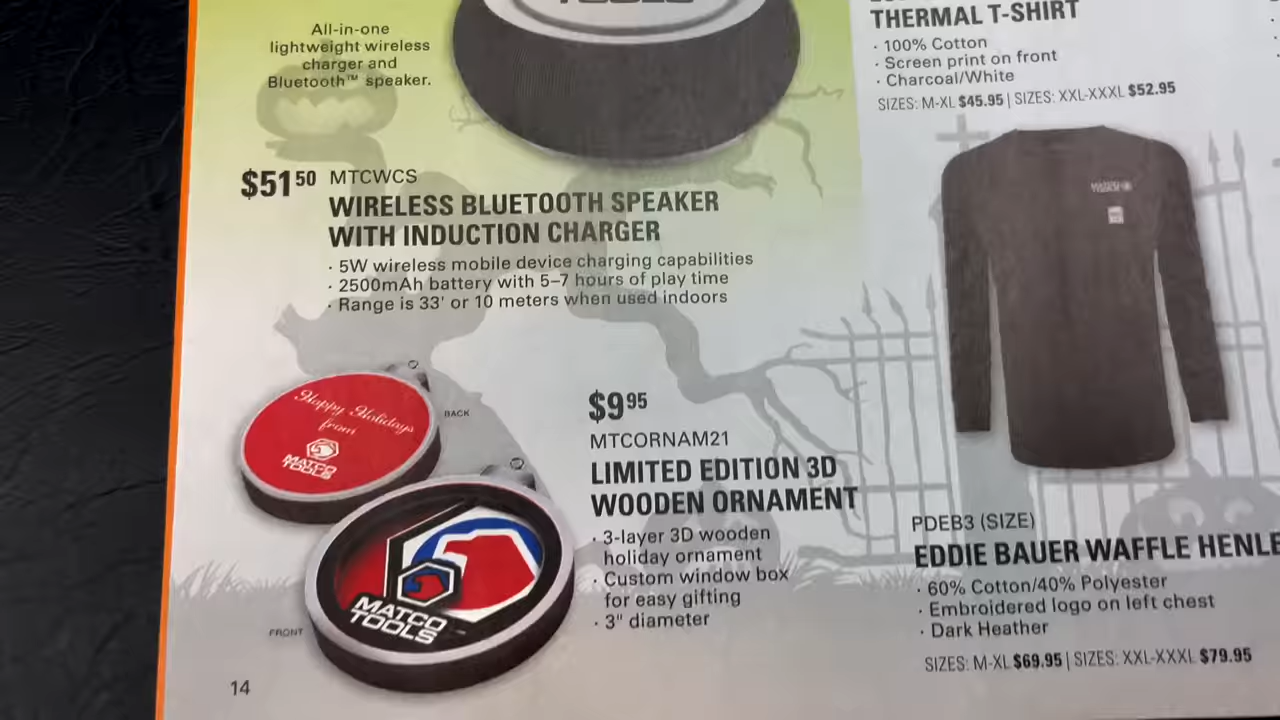 All-in-one
lightweight wireless
charger and
Bluetooth™ speaker.
$51 50 MTCWCS
WIRELESS BLUETOOTH SPEAKER
WITH INDUCTION CHARGER
· 5W wireless mobile device charging capabilities
· 2500mAh battery with 5–7 hours of play time
· Range is 33' or 10 meters when used indoors
Happy Holidays
from
MATCO
TOOLS
BACK
MATCO
TOOLS
FRONT
$9 95
MTCORNAM21
LIMITED EDITION 3D
WOODEN ORNAMENT
· 3-layer 3D wooden
holiday ornament
· Custom window box
for easy gifting
· 3" diameter
14
THERMAL T-SHIRT
· 100% Cotton
· Screen print on front
· Charcoal/White
SIZES: M-XL $45.95 | SIZES: XXL-XXXL $52.95
PDEB3 (SIZE)
EDDIE BAUER WAFFLE HENLE
· 60% Cotton/40% Polyester
· Embroidered logo on left chest
· Dark Heather
SIZES: M-XL $69.95 | SIZES: XXL-XXXL $79.95